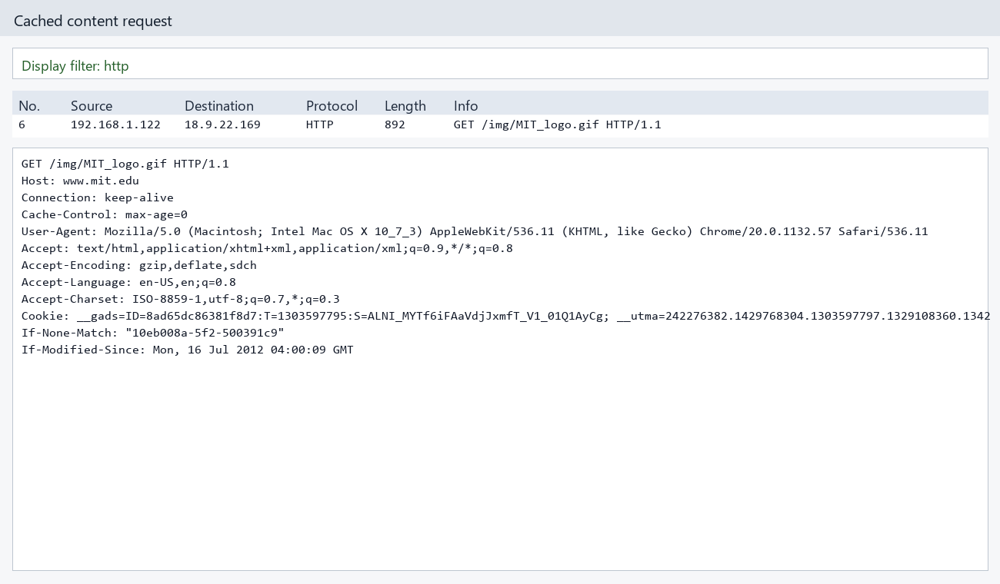 Cached content request
Display filter: http
No. Source Destination Protocol Length Info
6 192.168.1.122 18.9.22.169 HTTP 892 GET /img/MIT_logo.gif HTTP/1.1
GET /img/MIT_logo.gif HTTP/1.1
Host: www.mit.edu
Connection: keep-alive
Cache-Control: max-age=0
User-Agent: Mozilla/5.0 (Macintosh; Intel Mac OS X 10_7_3) AppleWebKit/536.11 (KHTML, like Gecko) Chrome/20.0.1132.57 Safari/536.11
Accept: text/html,application/xhtml+xml,application/xml;q=0.9,*/*;q=0.8
Accept-Encoding: gzip,deflate,sdch
Accept-Language: en-US,en;q=0.8
Accept-Charset: ISO-8859-1,utf-8;q=0.7,*;q=0.3
Cookie: __gads=ID=8ad65dc86381f8d7:T=1303597795:S=ALNI_MYTf6iFAaVdjJxmfT_V1_01Q1AyCg; __utma=242276382.1429768304.1303597797.1329108360.1342
If-None-Match: "10eb008a-5f2-500391c9"
If-Modified-Since: Mon, 16 Jul 2012 04:00:09 GMT